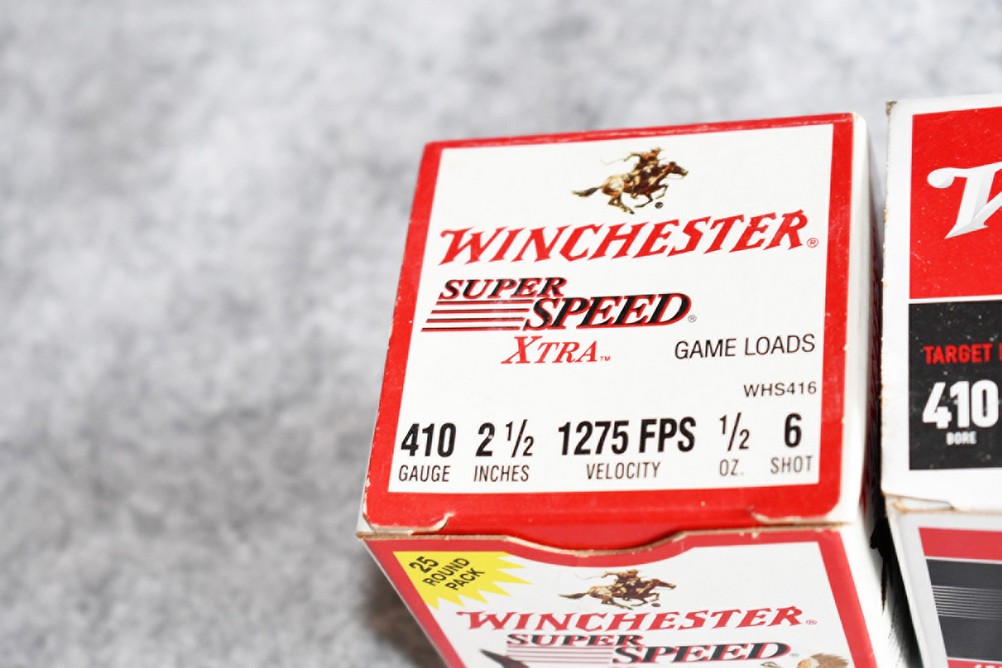 WINCHESTER®
SUPER
SPEED®
XTRA™
GAME LOADS
WHS416
410 2 1/2 1275 FPS 1/2 6
GAUGE INCHES VELOCITY OZ. SHOT
25
ROUND
PACK
WINCHESTER®
SUPER
SPEED
TARGET
410
BORE